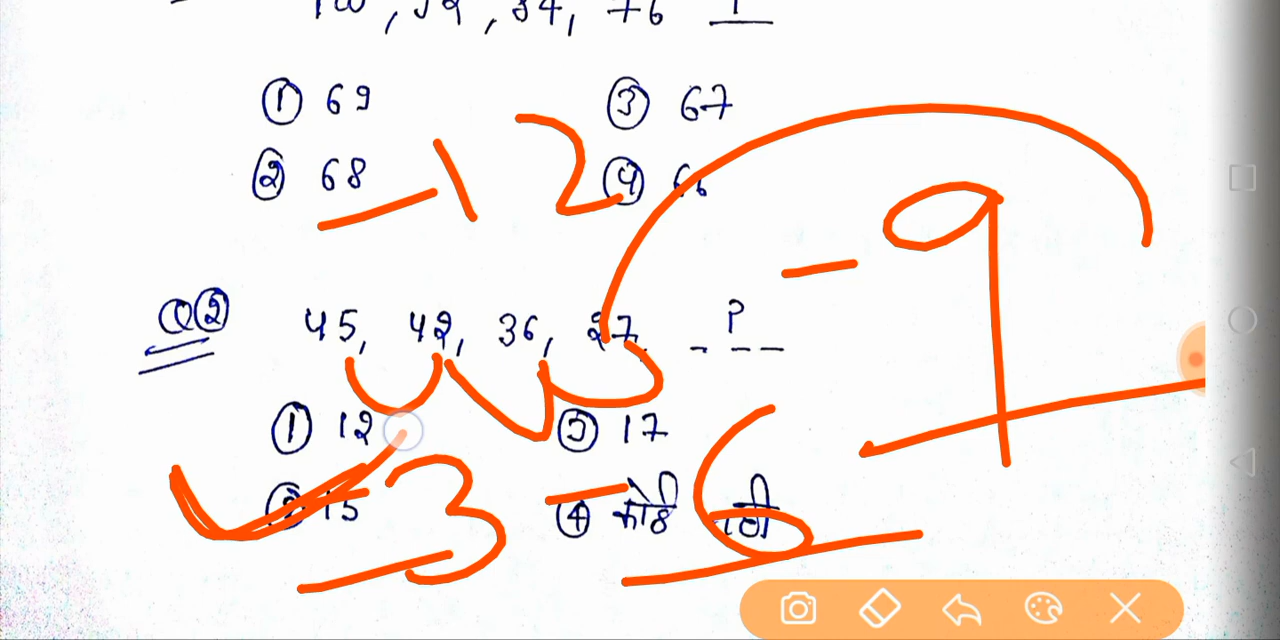 76
① 69 ③ 67
② 68 ④ 66
-12
-9
Q② 45, 42, 36, 27, _ _ _ ?
① 12 ③ 17
② 15 ④ कोई नही
-3 -6